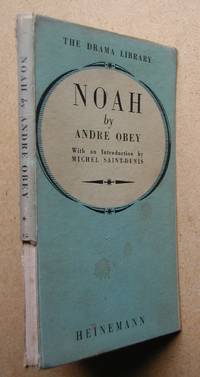 THE DRAMA LIBRARY
NOAH
by
ANDRE OBEY
With an Introduction by
MICHEL SAINT-DENIS
HEINEMANN
NOAH by ANDRE OBEY